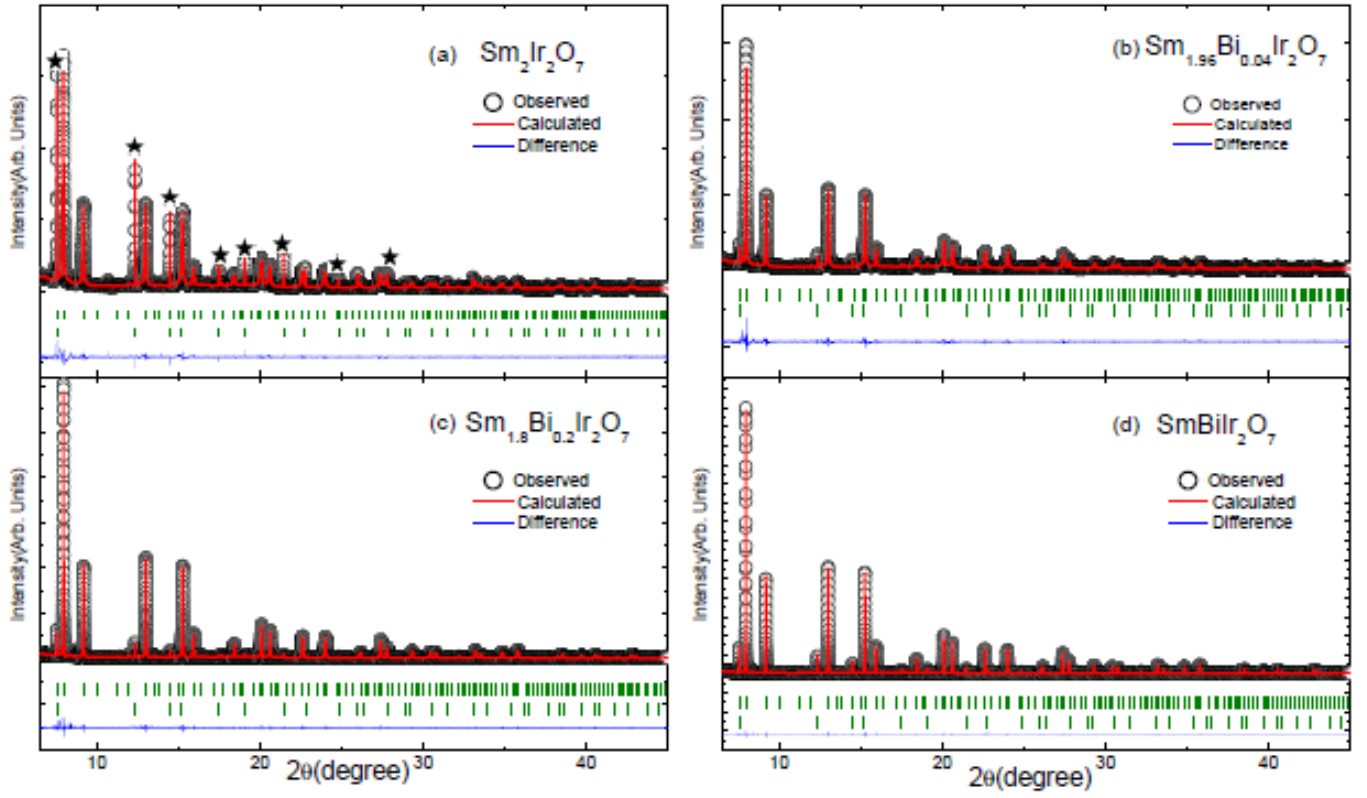 (a) Sm₂Ir₂O₇
Observed
Calculated
Difference
Intensity(Arb. Units)
(b) Sm₁.₉₆Bi₀.₀₄Ir₂O₇
Observed
Calculated
Difference
Intensity(Arb. Units)
(c) Sm₁.₈Bi₀.₂Ir₂O₇
Observed
Calculated
Difference
Intensity(Arb. Units)
10 20 30 40
2θ(degree)
(d) SmBiIr₂O₇
Observed
Calculated
Difference
Intensity(Arb. Units)
10 20 30 40
2θ(degree)